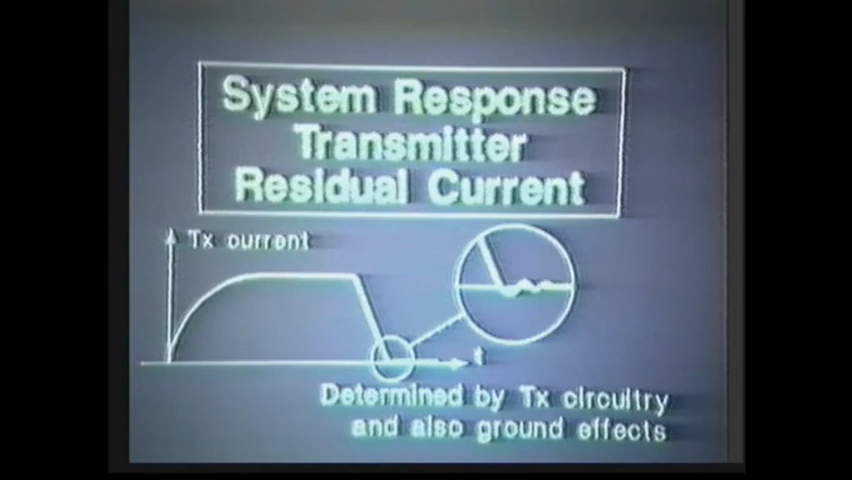 System Response
Transmitter
Residual Current
Tx current
t
Determined by Tx circuitry
and also ground effects